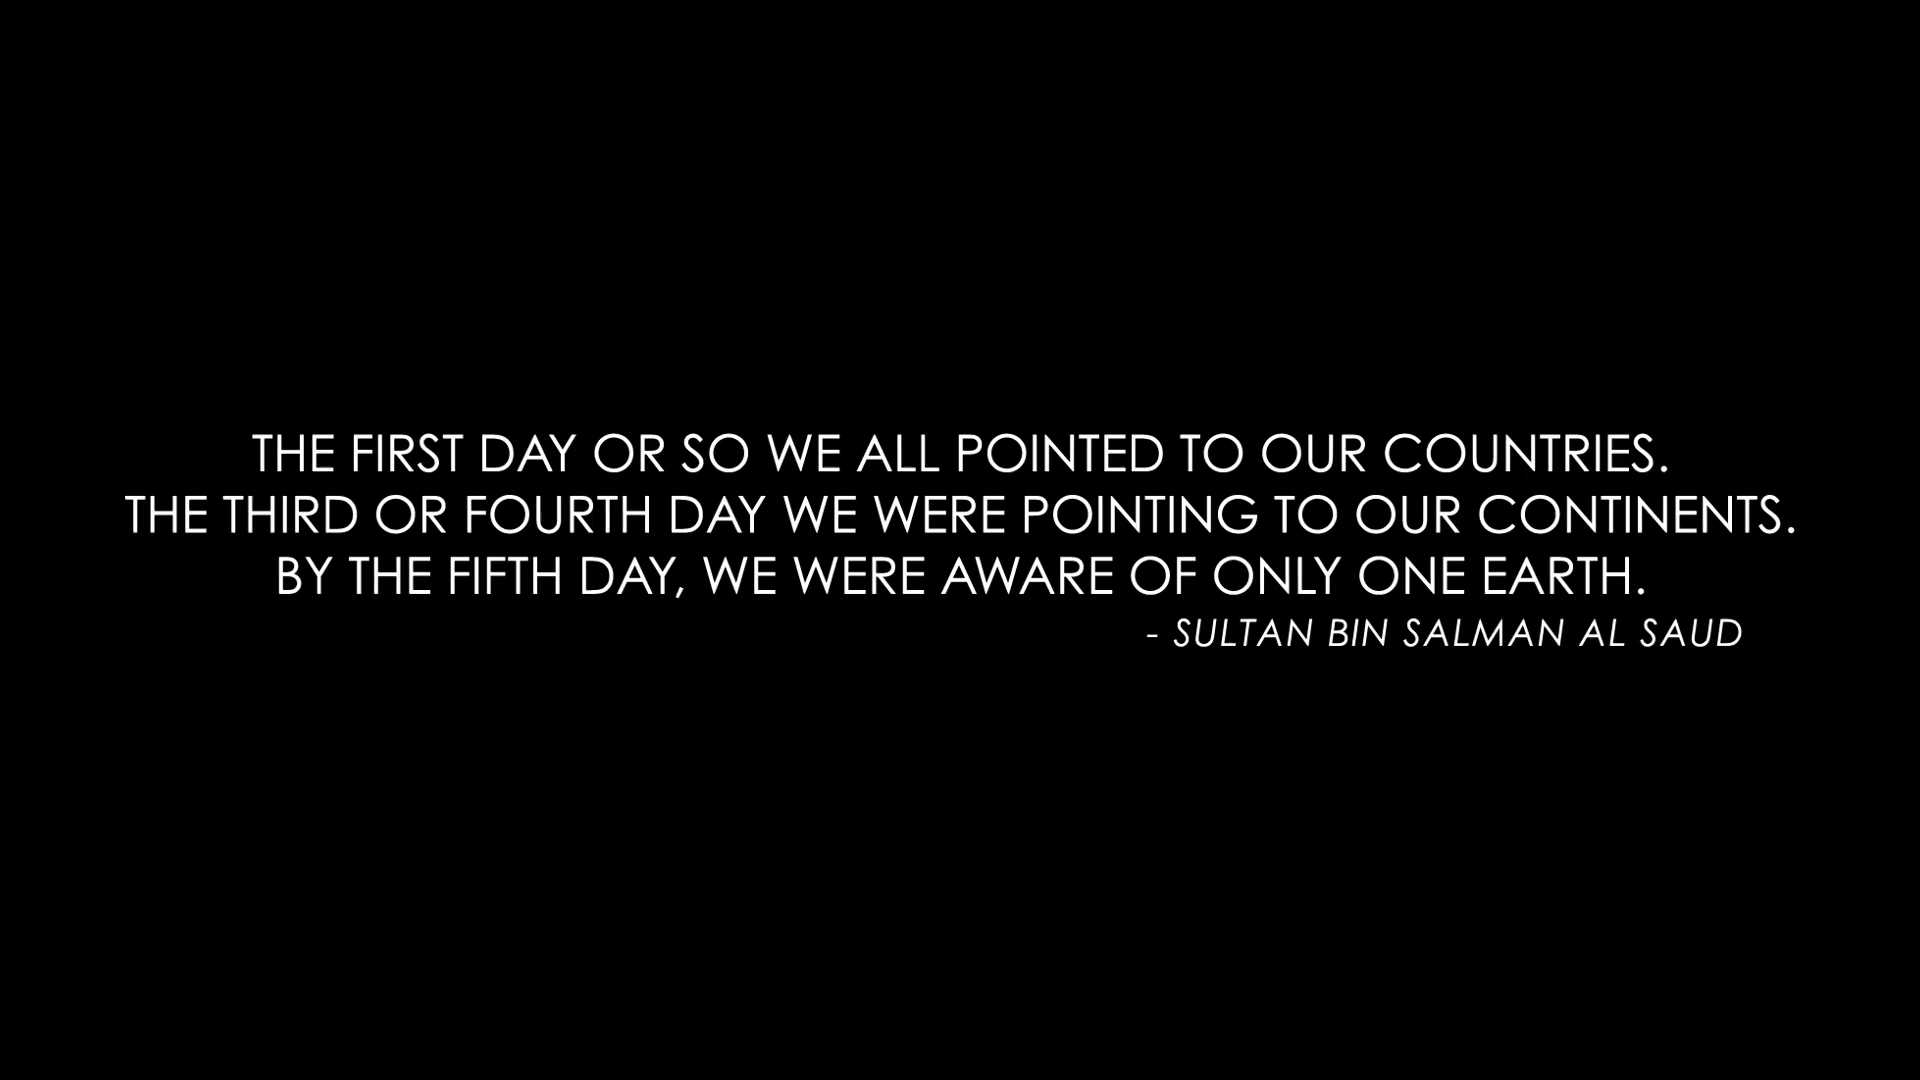 THE FIRST DAY OR SO WE ALL POINTED TO OUR COUNTRIES.
THE THIRD OR FOURTH DAY WE WERE POINTING TO OUR CONTINENTS.
BY THE FIFTH DAY, WE WERE AWARE OF ONLY ONE EARTH.
- SULTAN BIN SALMAN AL SAUD